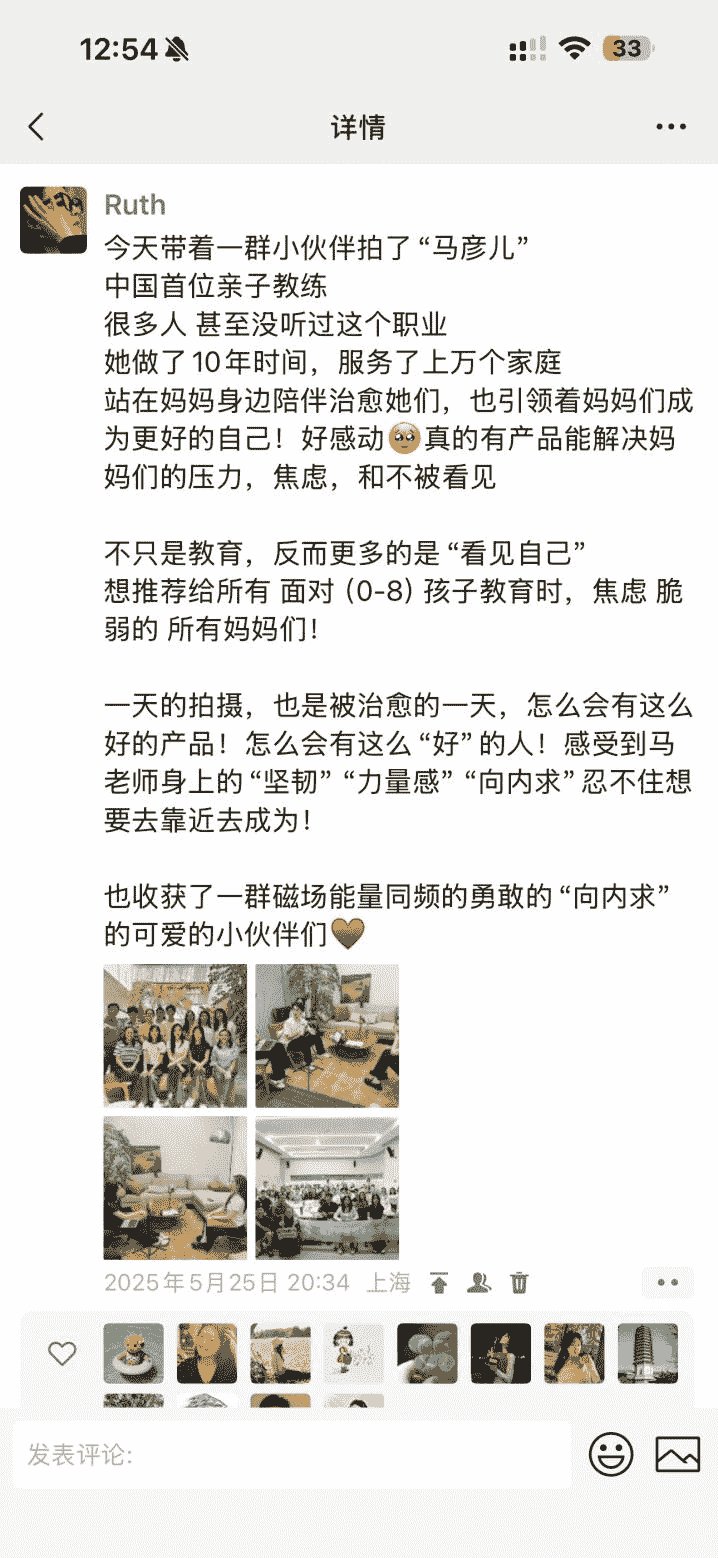 12:54
33
详情
Ruth
今天带着一群小伙伴拍了“马彦儿”
中国首位亲子教练
很多人 甚至没听过这个职业
她做了10年时间，服务了上万个家庭
站在妈妈身边陪伴治愈她们，也引领着妈妈们成
为更好的自己！好感动🥹真的有产品能解决妈
妈们的压力，焦虑，和不被看见
不只是教育，反而更多的是“看见自己”
想推荐给所有 面对（0-8）孩子教育时，焦虑 脆
弱的 所有妈妈们！
一天的拍摄，也是被治愈的一天，怎么会有这么
好的产品！怎么会有这么“好”的人！感受到马
老师身上的“坚韧”“力量感”“向内求”忍不住想
要去靠近去成为！
也收获了一群磁场能量同频的勇敢的“向内求”
的可爱的小伙伴们🧡
2025年5月25日 20:34 上海
发表评论: